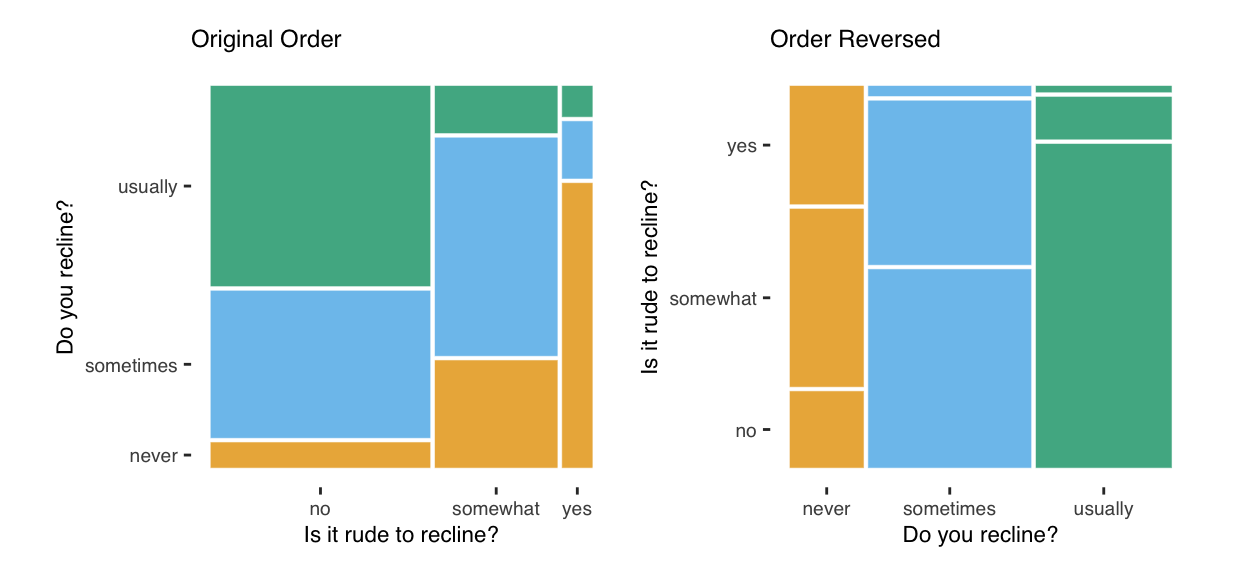 Original Order
Do you recline?
usually
sometimes
never
no
somewhat
yes
Is it rude to recline?
Order Reversed
Is it rude to recline?
yes
somewhat
no
never
sometimes
usually
Do you recline?